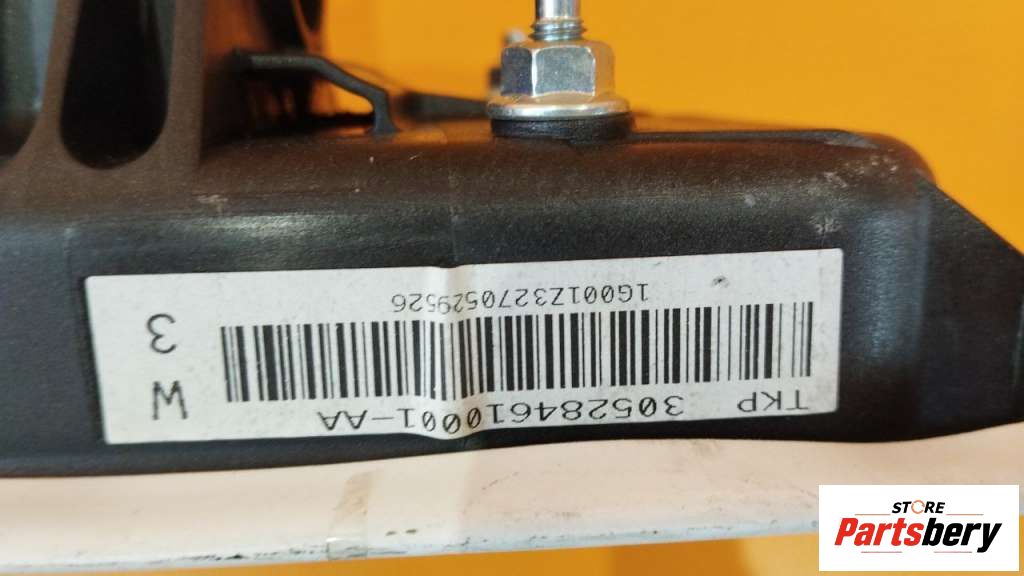 TKP 305284610001-AA
1G001Z3270529526
W 3
STORE
Partsbery